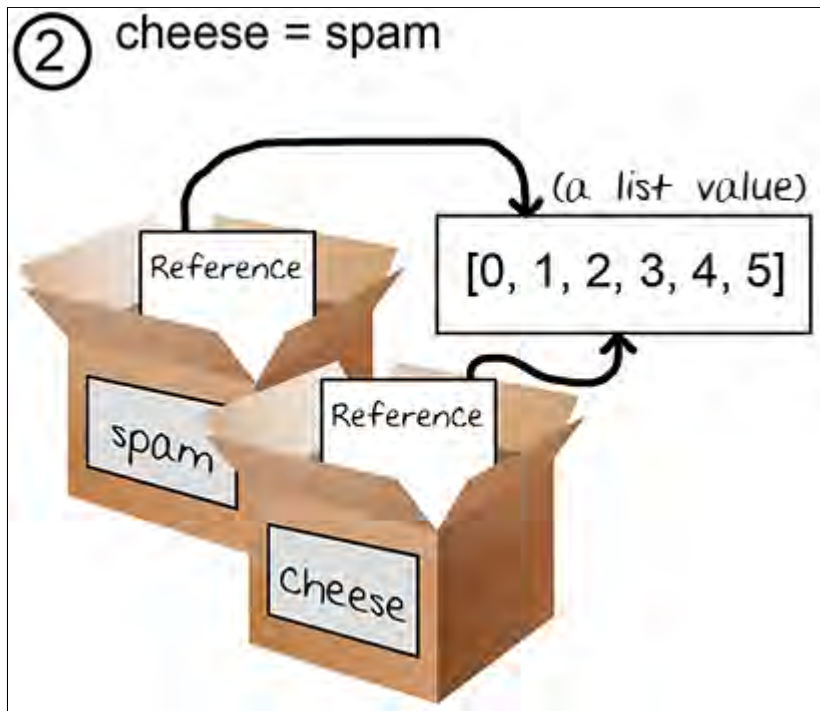 ② cheese = spam
(a list value)
[0, 1, 2, 3, 4, 5]
Reference
spam
Reference
Cheese